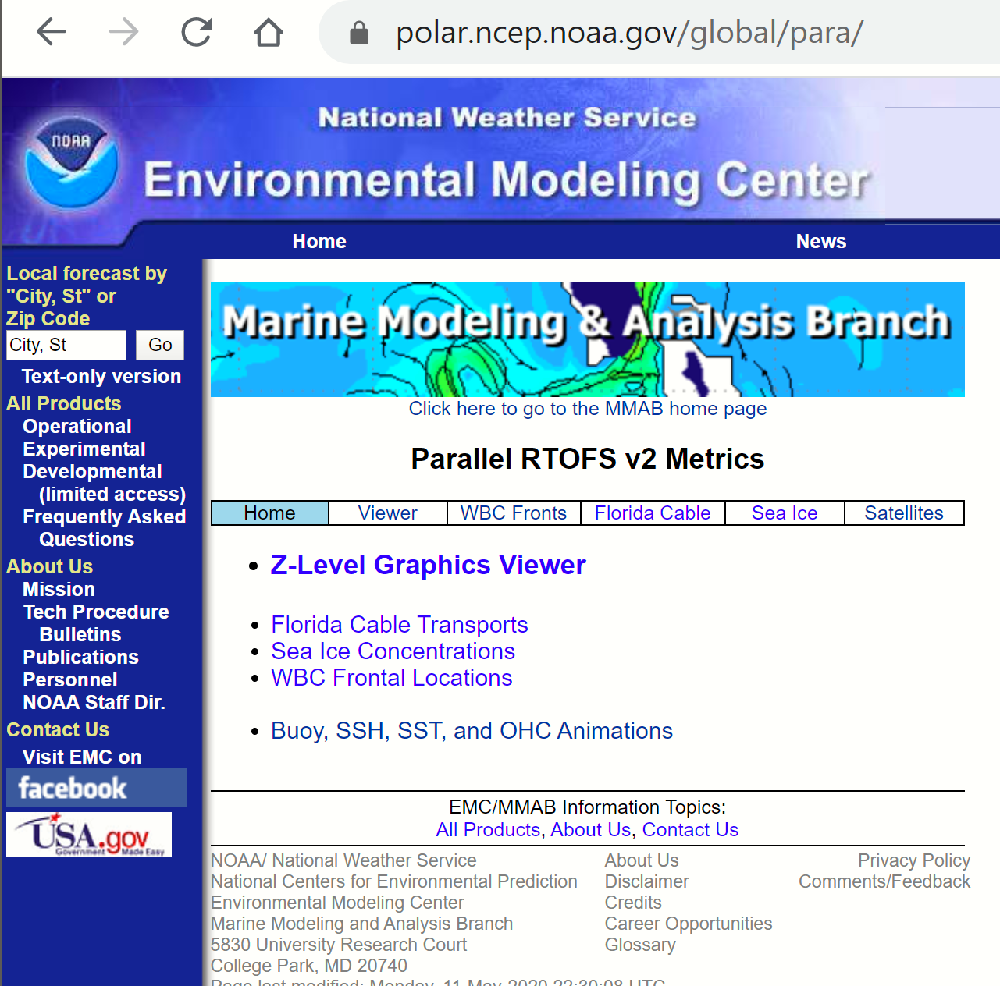 polar.ncep.noaa.gov/global/para/
NOAA
National Weather Service
Environmental Modeling Center
Home
News
Local forecast by
"City, St" or
Zip Code
City, St
Go
Text-only version
All Products
Operational
Experimental
Developmental
(limited access)
Frequently Asked
Questions
About Us
Mission
Tech Procedure
Bulletins
Publications
Personnel
NOAA Staff Dir.
Contact Us
Visit EMC on
facebook
USA.gov
Government Made Easy
Marine Modeling & Analysis Branch
Click here to go to the MMAB home page
Parallel RTOFS v2 Metrics
Home Viewer WBC Fronts Florida Cable Sea Ice Satellites
Z-Level Graphics Viewer
Florida Cable Transports
Sea Ice Concentrations
WBC Frontal Locations
Buoy, SSH, SST, and OHC Animations
EMC/MMAB Information Topics:
All Products, About Us, Contact Us
NOAA/ National Weather Service
National Centers for Environmental Prediction
Environmental Modeling Center
Marine Modeling and Analysis Branch
5830 University Research Court
College Park, MD 20740
Page last modified: Monday, 11-May-2020 22:30:08 UTC
About Us
Disclaimer
Credits
Career Opportunities
Glossary
Privacy Policy
Comments/Feedback